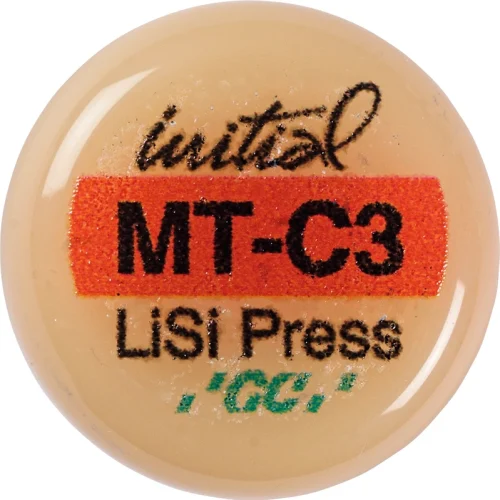 initial
MT-C3
LiSi Press
GC